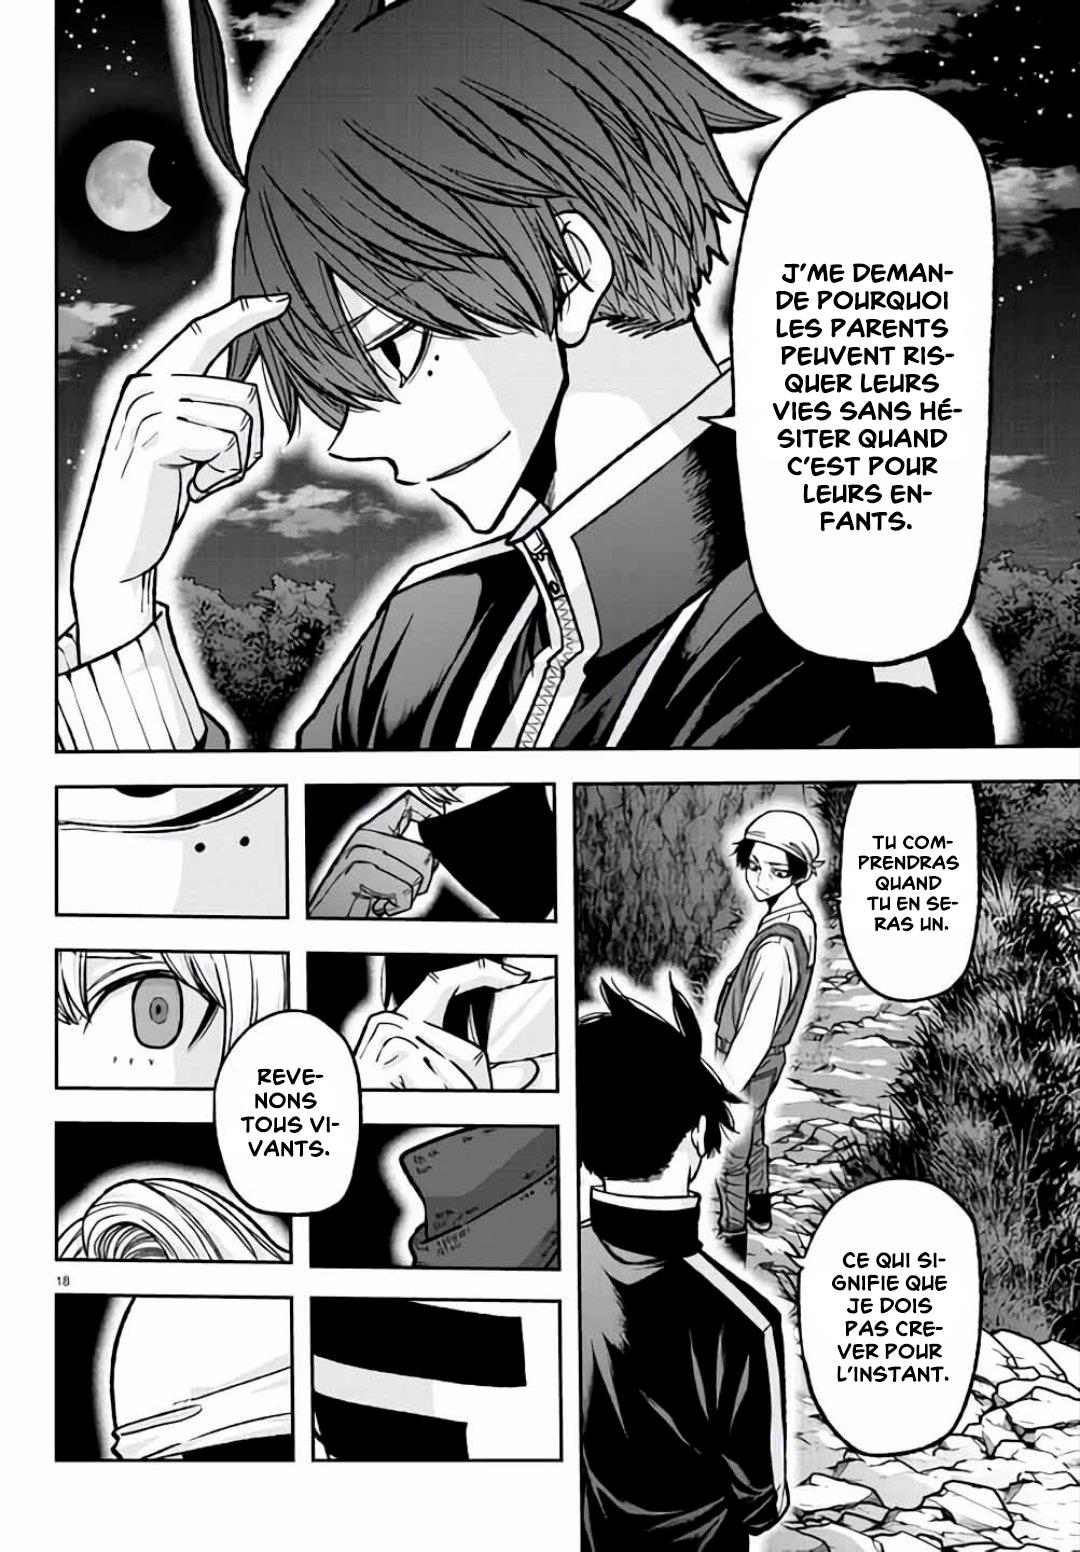 J'ME DEMAN-
DE POURQUOI
LES PARENTS
PEUVENT RIS-
QUER LEURS
VIES SANS HÉ-
SITER QUAND
C'EST POUR
LEURS EN-
FANTS.
TU COM-
PRENDRAS
QUAND
TU EN SE-
RAS UN.
CE QUI SI-
GNIFIE QUE
JE DOIS
PAS CRE-
VER POUR
L'INSTANT.
REVE-
NONS
TOUS VI-
VANTS.
18